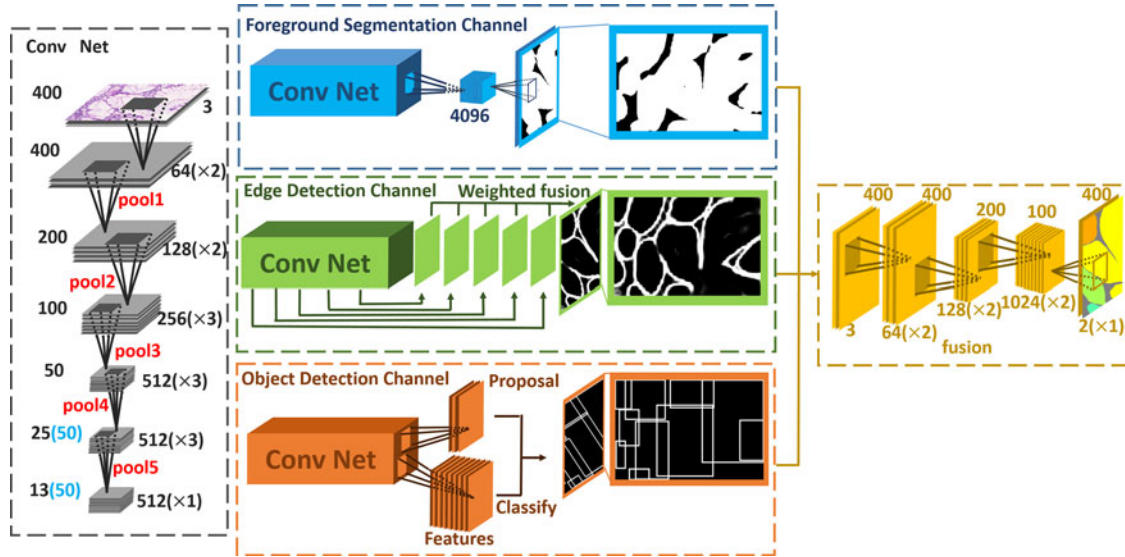 Conv Net
400
3
400
64(×2)
pool1
200
128(×2)
pool2
100
256(×3)
pool3
50
512(×3)
pool4
25(50)
512(×3)
pool5
13(50)
512(×1)
Foreground Segmentation Channel
Conv Net
4096
Edge Detection Channel
Weighted fusion
Conv Net
Object Detection Channel
Proposal
Conv Net
Classify
Features
400
400
200
100
400
3
64(×2)
128(×2)
1024(×2)
2(×1)
fusion